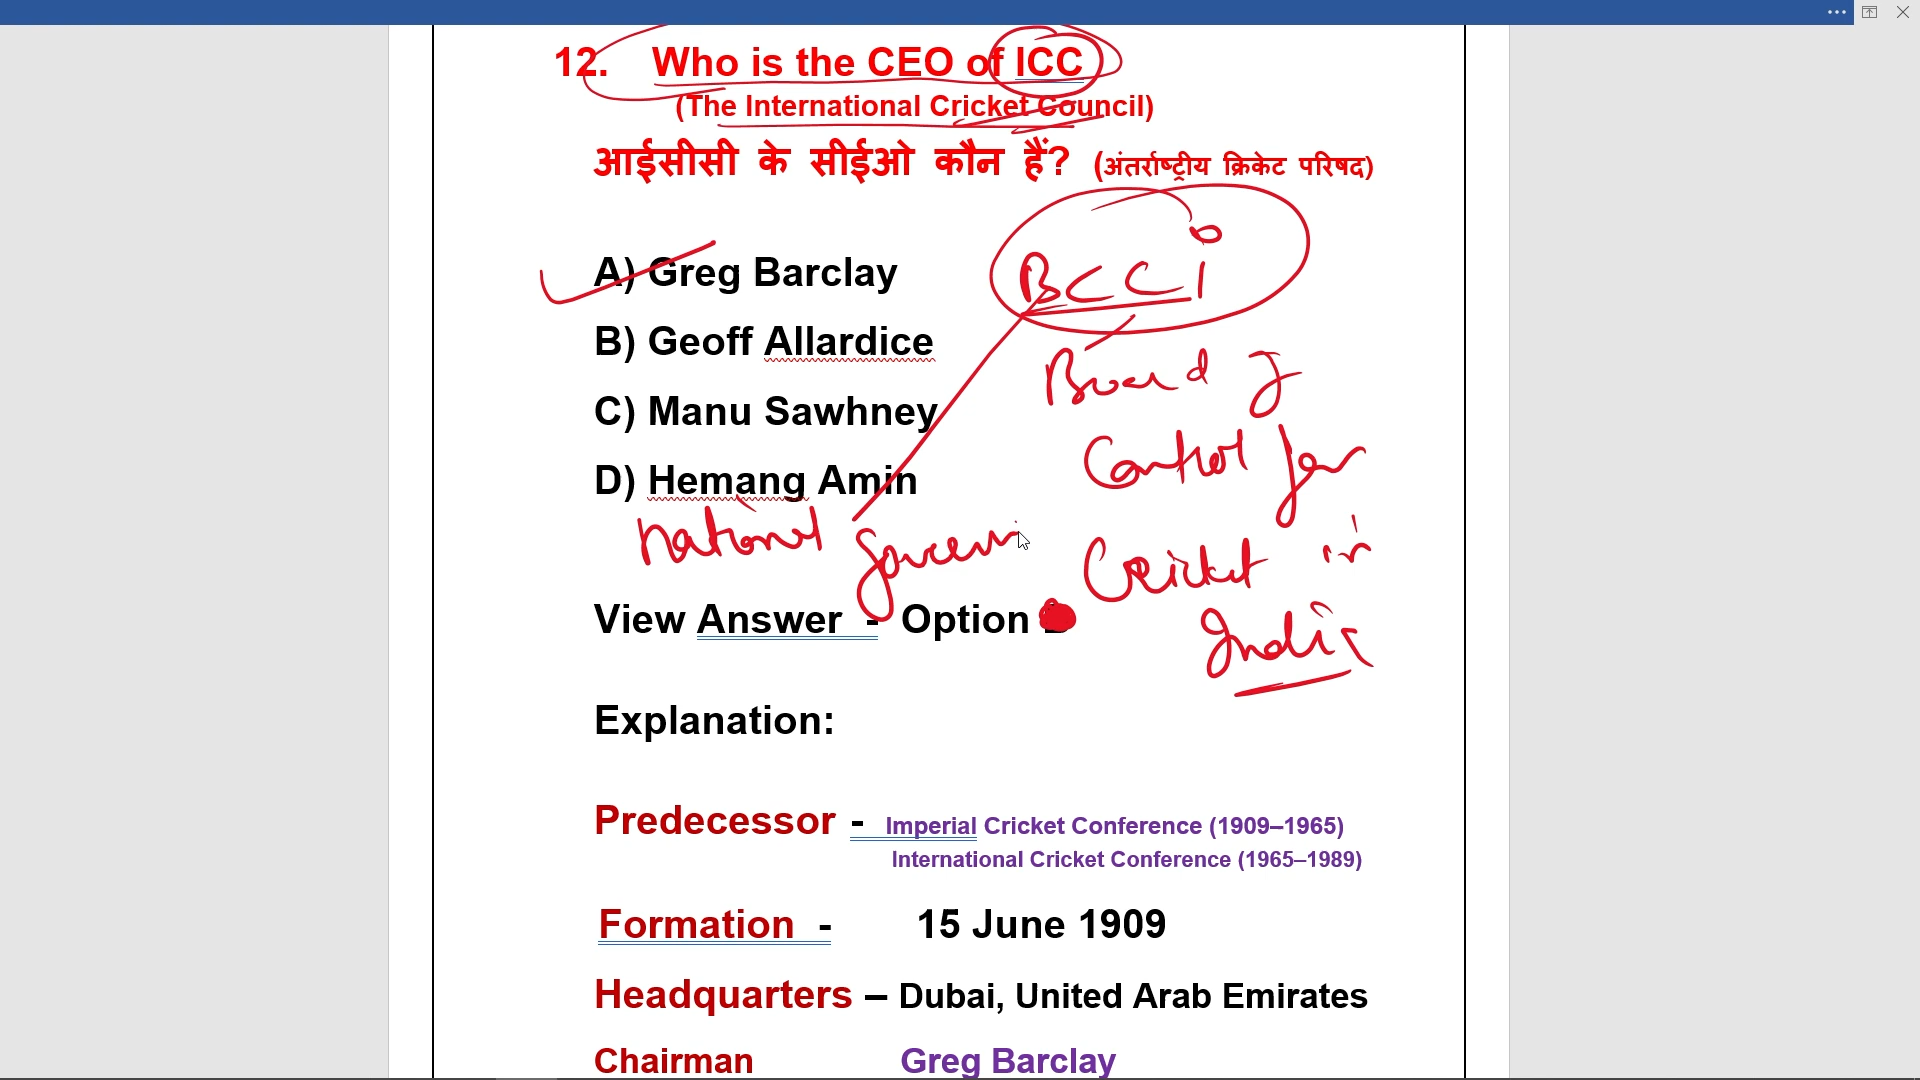 12. Who is the CEO of ICC
(The International Cricket Council)
आईसीसी के सीईओ कौन हैं? (अंतर्राष्ट्रीय क्रिकेट परिषद)
A) Greg Barclay
BCCI
B) Geoff Allardice
Board of
C) Manu Sawhney
Control for
D) Hemang Amin
National
Cricket in
View Answer - Option
India
Explanation:
Predecessor - Imperial Cricket Conference (1909–1965)
International Cricket Conference (1965–1989)
Formation - 15 June 1909
Headquarters – Dubai, United Arab Emirates
Chairman Greg Barclay